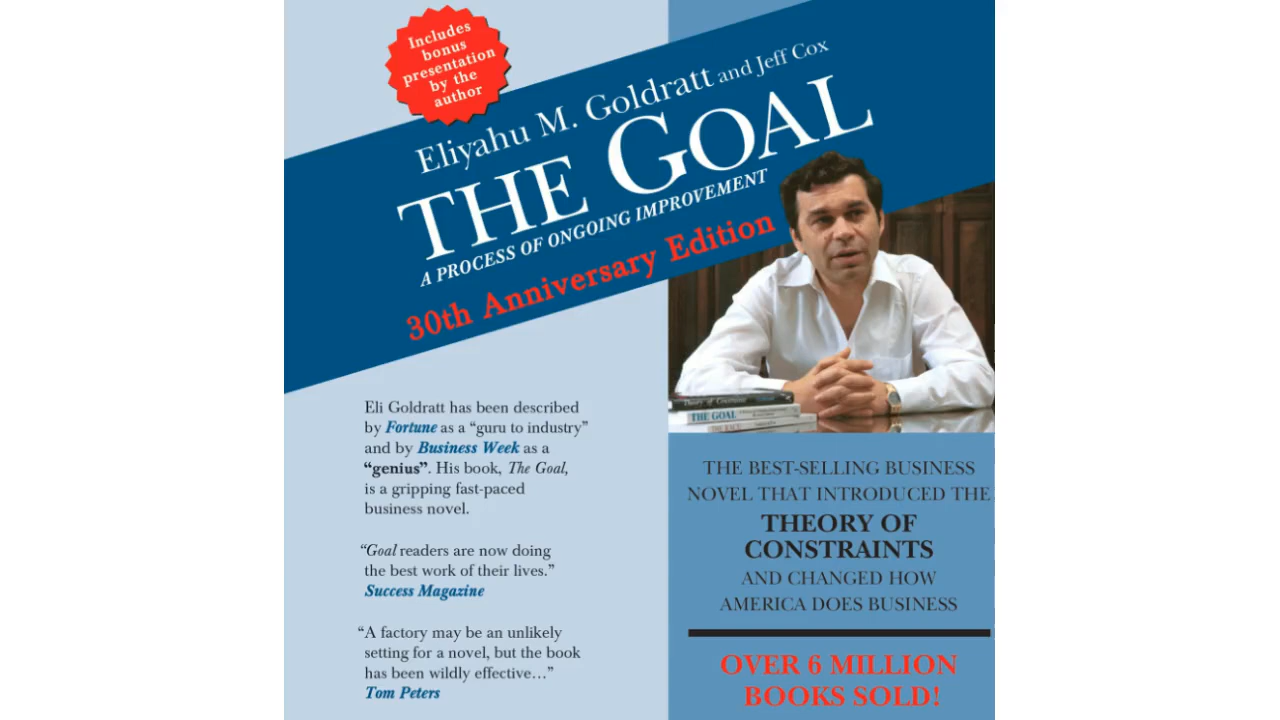 Includes
bonus
presentation
by the
author
Eliyahu M. Goldratt and Jeff Cox
THE GOAL
A PROCESS OF ONGOING IMPROVEMENT
30th Anniversary Edition
Eli Goldratt has been described
by Fortune as a “guru to industry”
and by Business Week as a
“genius”. His book, The Goal,
is a gripping fast-paced
business novel.
“Goal readers are now doing
the best work of their lives.”
Success Magazine
“A factory may be an unlikely
setting for a novel, but the book
has been wildly effective…”
Tom Peters
Theory of Constraints
THE GOAL
THE RACE
THE BEST-SELLING BUSINESS
NOVEL THAT INTRODUCED THE
THEORY OF
CONSTRAINTS
AND CHANGED HOW
AMERICA DOES BUSINESS
OVER 6 MILLION
BOOKS SOLD!